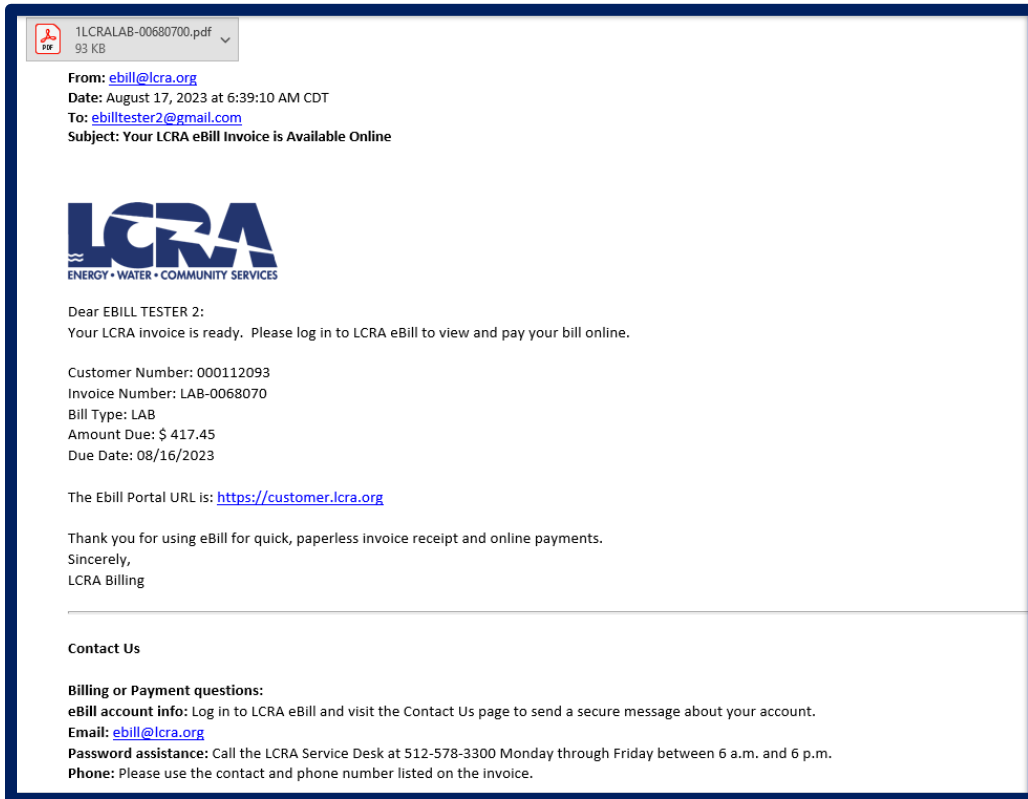 1LCRALAB-00680700.pdf
PDF
93 KB
From: ebill@lcra.org
Date: August 17, 2023 at 6:39:10 AM CDT
To: ebilltester2@gmail.com
Subject: Your LCRA eBill Invoice is Available Online
LCRA
ENERGY • WATER • COMMUNITY SERVICES
Dear EBILL TESTER 2:
Your LCRA invoice is ready.  Please log in to LCRA eBill to view and pay your bill online.
Customer Number: 000112093
Invoice Number: LAB-0068070
Bill Type: LAB
Amount Due: $ 417.45
Due Date: 08/16/2023
The Ebill Portal URL is: https://customer.lcra.org
Thank you for using eBill for quick, paperless invoice receipt and online payments.
Sincerely,
LCRA Billing
Contact Us
Billing or Payment questions:
eBill account info: Log in to LCRA eBill and visit the Contact Us page to send a secure message about your account.
Email: ebill@lcra.org
Password assistance: Call the LCRA Service Desk at 512-578-3300 Monday through Friday between 6 a.m. and 6 p.m.
Phone: Please use the contact and phone number listed on the invoice.